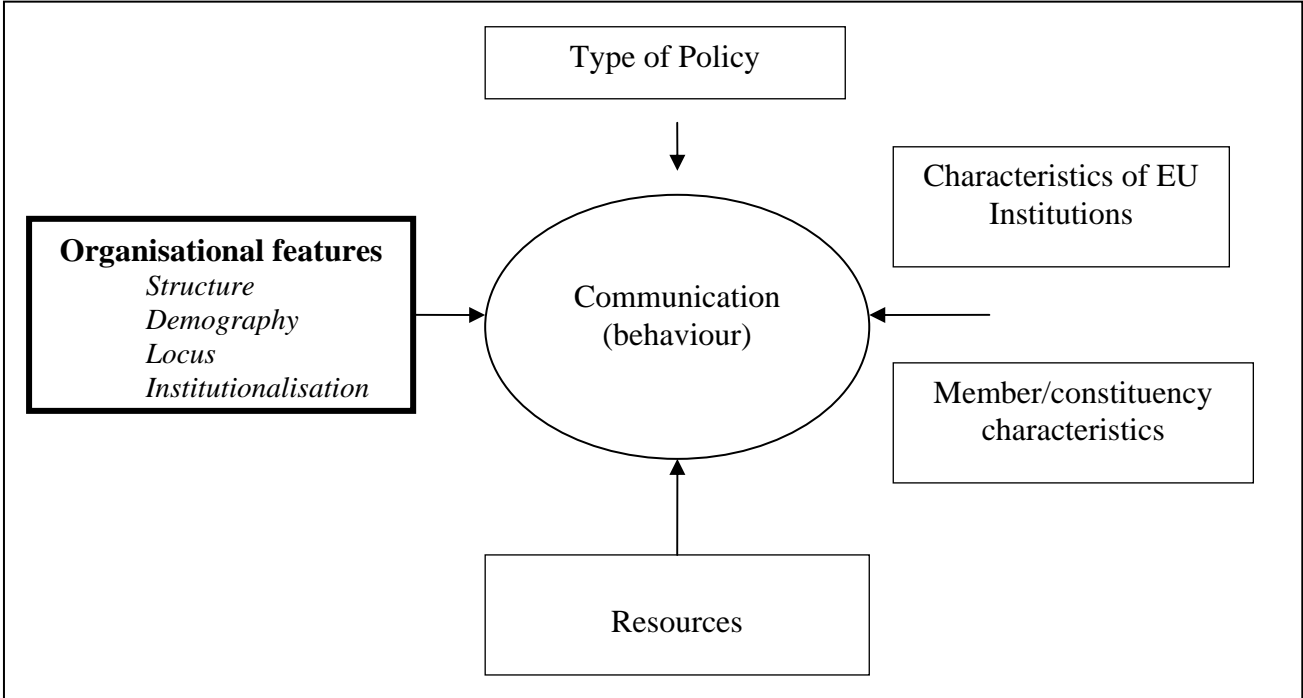 Type of Policy
Characteristics of EU
Institutions
Organisational features
Structure
Demography
Locus
Institutionalisation
Communication
(behaviour)
Member/constituency
characteristics
Resources